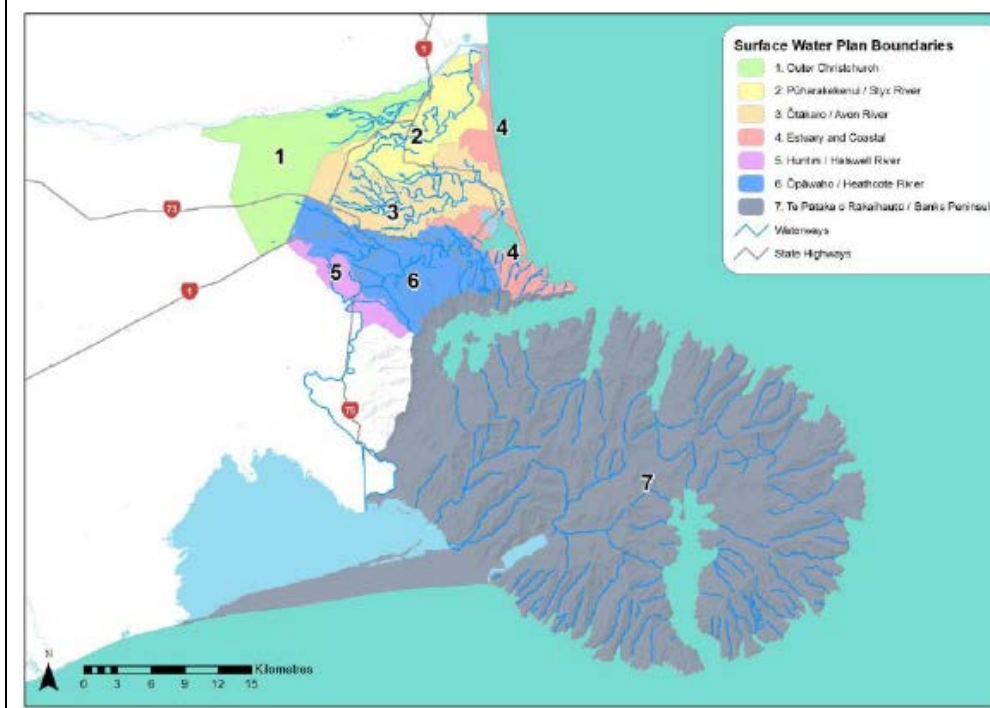 Surface Water Plan Boundaries
1. Outer Christchurch
2: Pūharakekenui / Styx River
3: Ōtākaro / Avon River
4. Estuary and Coastal
5: Huritini / Halswell River
6: Ōpāwaho / Heathcote River
7. Te Pātaka o Rākaihautū / Banks Peninsul
Waterways
State Highways
1
1
2
4
73
3
4
1
5
6
75
7
N
Kilometres
0 3 6 9 12 15